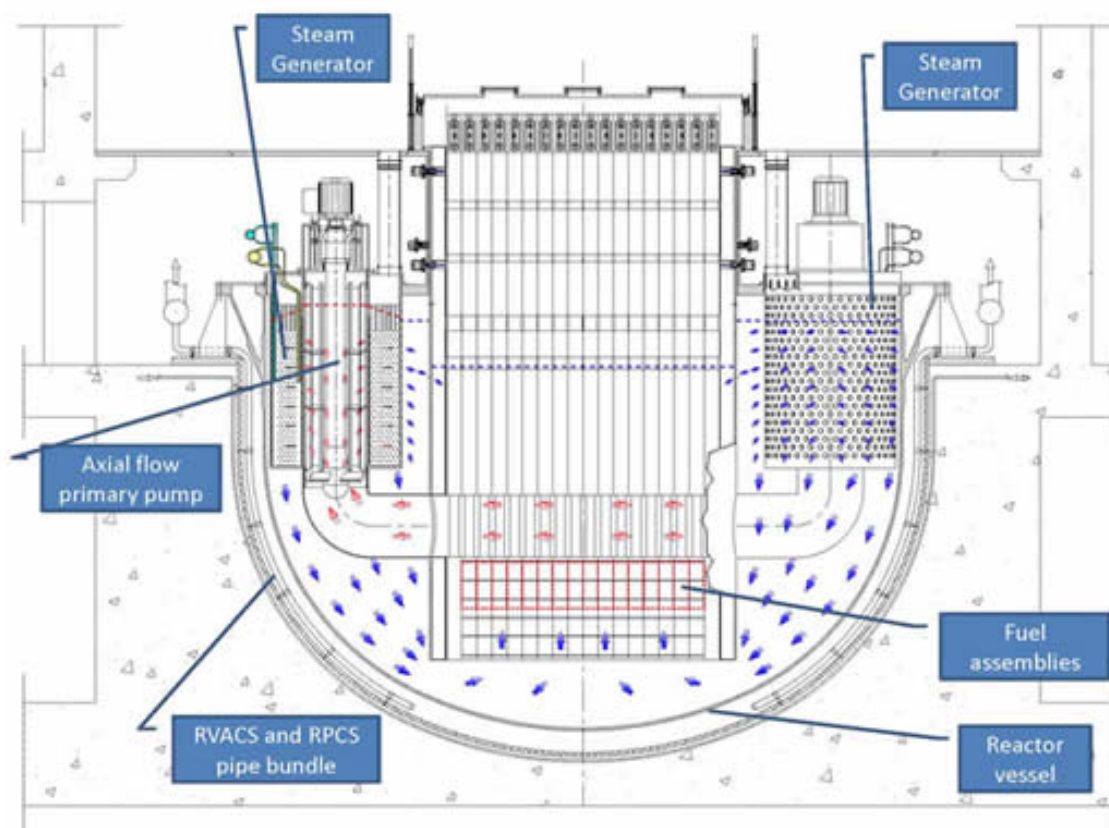 Steam
Generator
Steam
Generator
Axial flow
primary pump
Fuel
assemblies
RVACS and RPCS
pipe bundle
Reactor
vessel